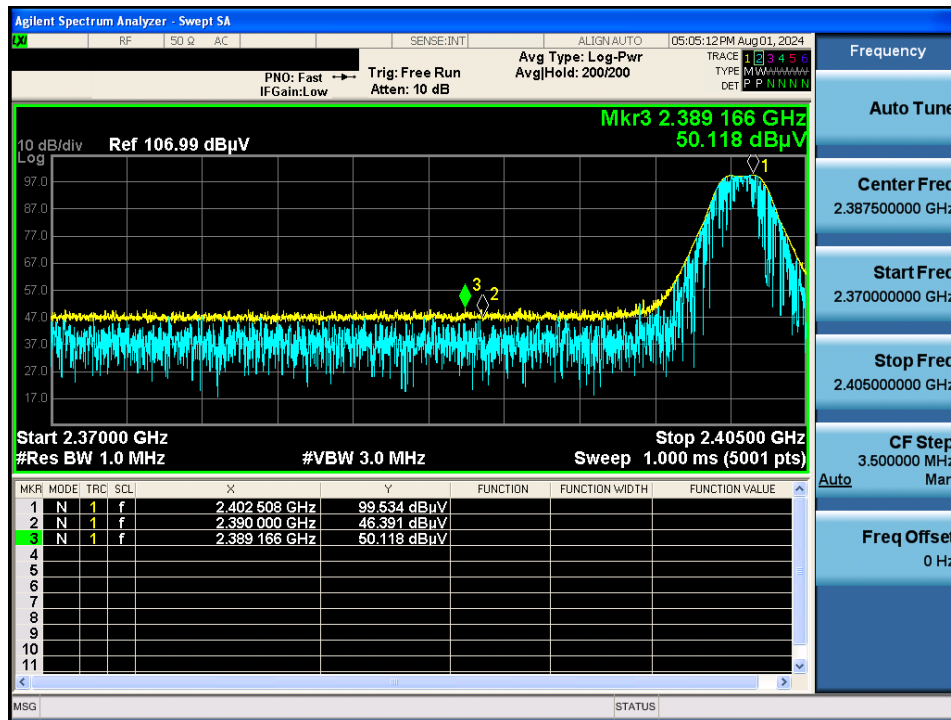 Agilent Spectrum Analyzer - Swept SA
LXI RF 50 Ω AC SENSE:INT ALIGN AUTO 05:05:12 PM Aug 01, 2024
Frequency
PNO: Fast Trig: Free Run Avg Type: Log-Pwr TRACE 1 2 3 4 5 6
IFGain:Low Atten: 10 dB Avg|Hold: 200/200 TYPE M W W W W W
DET P P N N N N
Auto Tune
Mkr3 2.389 166 GHz
50.118 dBµV
10 dB/div Ref 106.99 dBµV
Log
1
97.0
87.0
77.0
67.0
57.0
47.0
37.0
27.0
17.0
3
2
Center Freq
2.387500000 GHz
Start Freq
2.370000000 GHz
Stop Freq
2.405000000 GHz
Start 2.37000 GHz Stop 2.40500 GHz
#Res BW 1.0 MHz #VBW 3.0 MHz Sweep 1.000 ms (5001 pts)
CF Step
3.500000 MHz
Auto Man
MKR MODE TRC SCL X Y FUNCTION FUNCTION WIDTH FUNCTION VALUE
1 N 1 f 2.402 508 GHz 99.534 dBµV
2 N 1 f 2.390 000 GHz 46.391 dBµV
3 N 1 f 2.389 166 GHz 50.118 dBµV
4
5
6
7
8
9
10
11
Freq Offset
0 Hz
MSG STATUS